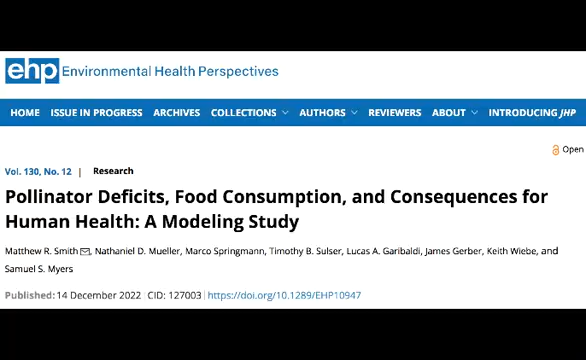 ehp Environmental Health Perspectives
HOME ISSUE IN PROGRESS ARCHIVES COLLECTIONS AUTHORS REVIEWERS ABOUT INTRODUCING JHP
Open
Vol. 130, No. 12 | Research
Pollinator Deficits, Food Consumption, and Consequences for
Human Health: A Modeling Study
Matthew R. Smith, Nathaniel D. Mueller, Marco Springmann, Timothy B. Sulser, Lucas A. Garibaldi, James Gerber, Keith Wiebe, and
Samuel S. Myers
Published: 14 December 2022 | CID: 127003 | https://doi.org/10.1289/EHP10947